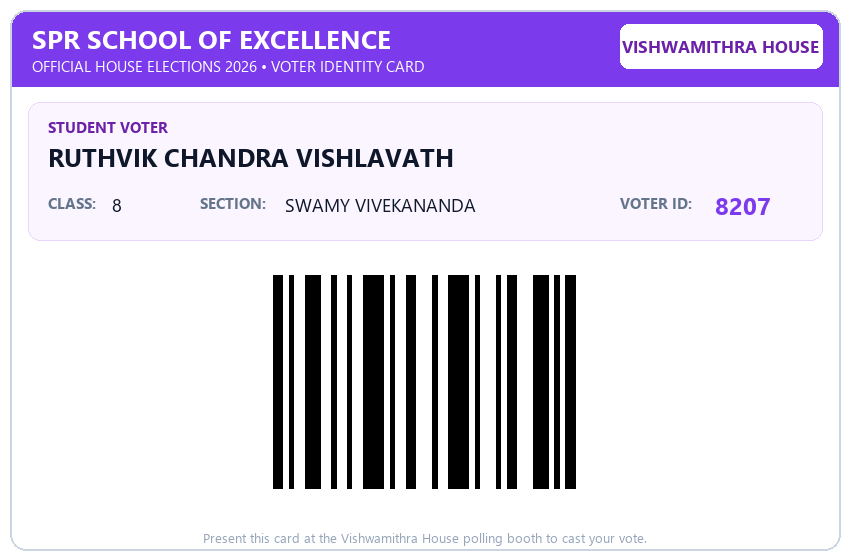 SPR SCHOOL OF EXCELLENCE
OFFICIAL HOUSE ELECTIONS 2026 • VOTER IDENTITY CARD
VISHWAMITHRA HOUSE
STUDENT VOTER
RUTHVIK CHANDRA VISHLAVATH
CLASS: 8 SECTION: SWAMY VIVEKANANDA VOTER ID: 8207
Present this card at the Vishwamithra House polling booth to cast your vote.